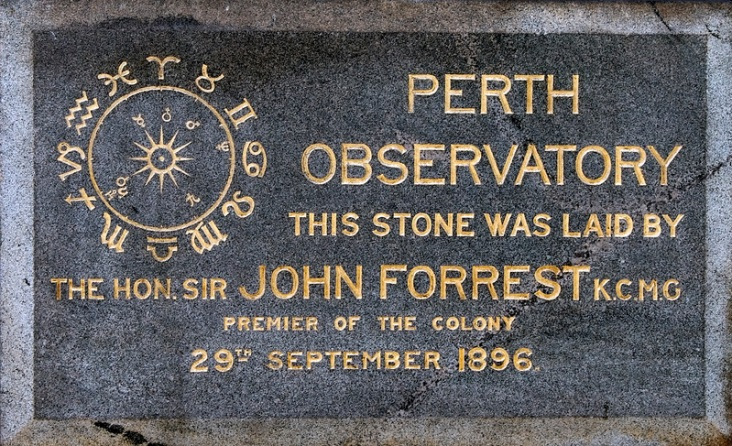 PERTH
OBSERVATORY
THIS STONE WAS LAID BY
THE HON. SIR JOHN FORREST K.C.M.G
PREMIER OF THE COLONY
29TH SEPTEMBER 1896.